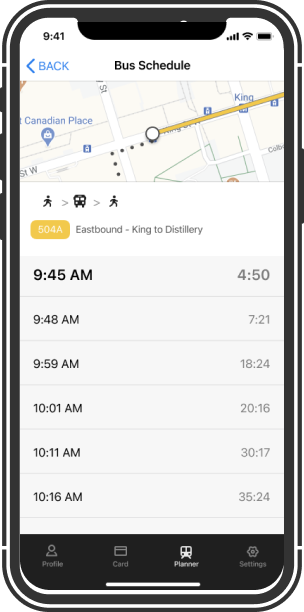 9:41
BACK Bus Schedule
St
King
t Canadian Place
King St W
St W
> >
504A Eastbound - King to Distillery
9:45 AM 4:50
9:48 AM 7:21
9:59 AM 18:24
10:01 AM 20:16
10:11 AM 30:17
10:16 AM 35:24
Profile Card Planner Settings